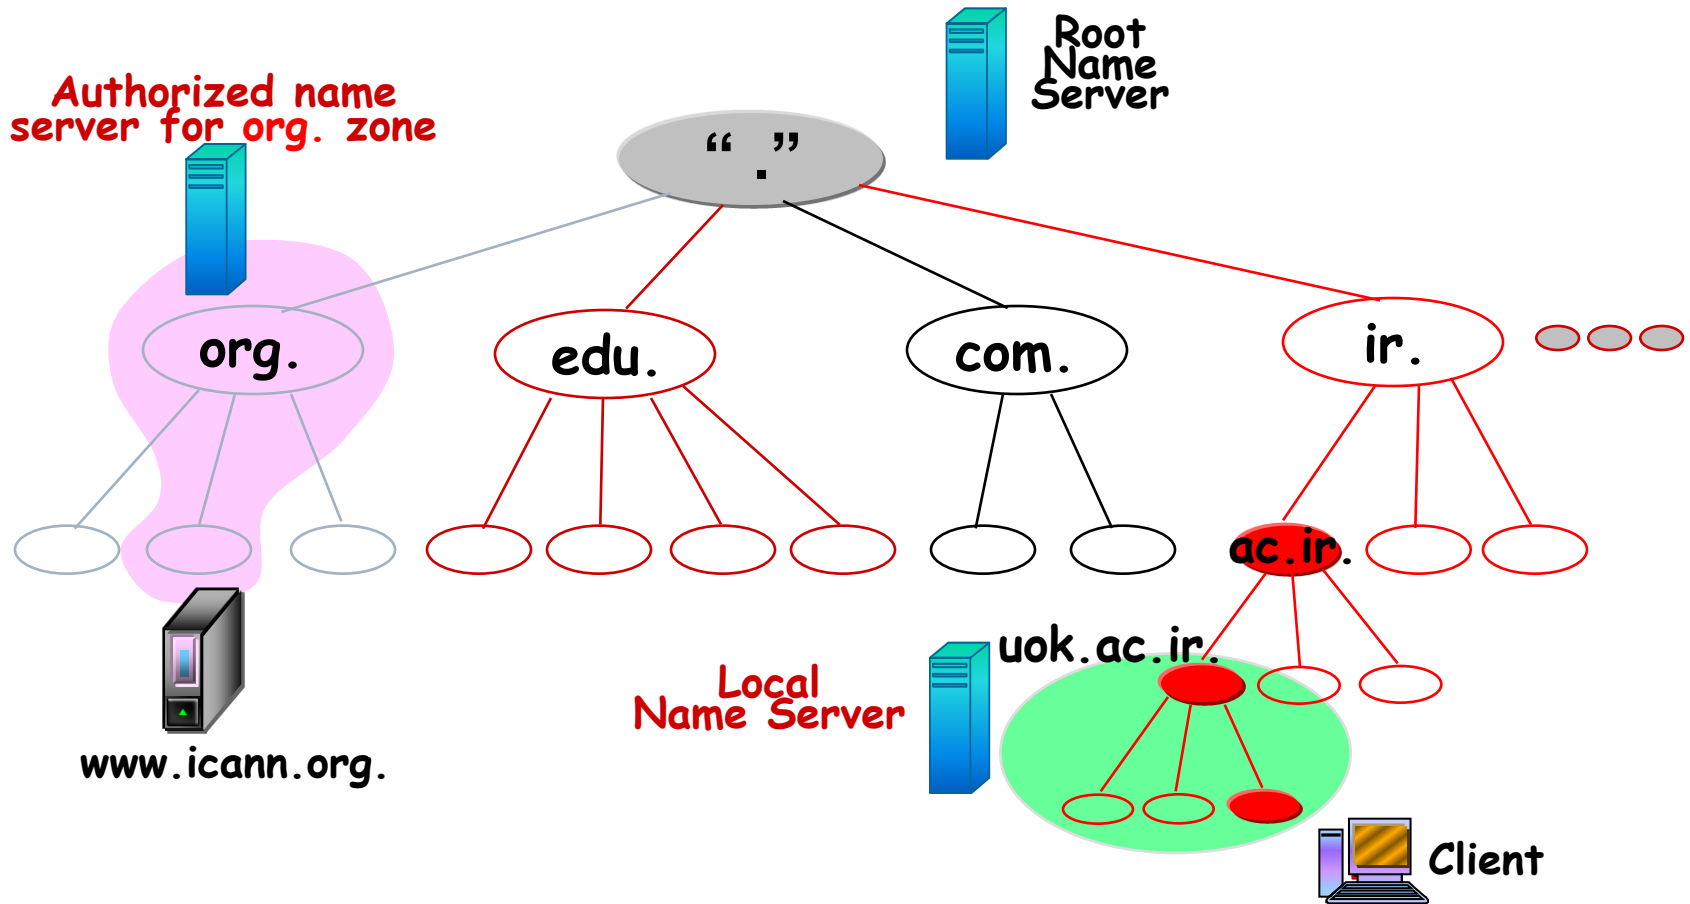 Root
Name
Server
Authorized name
server for org. zone
“.”
org.
edu.
com.
ir.
ac.ir.
uok.ac.ir.
Local
Name Server
www.icann.org.
Client